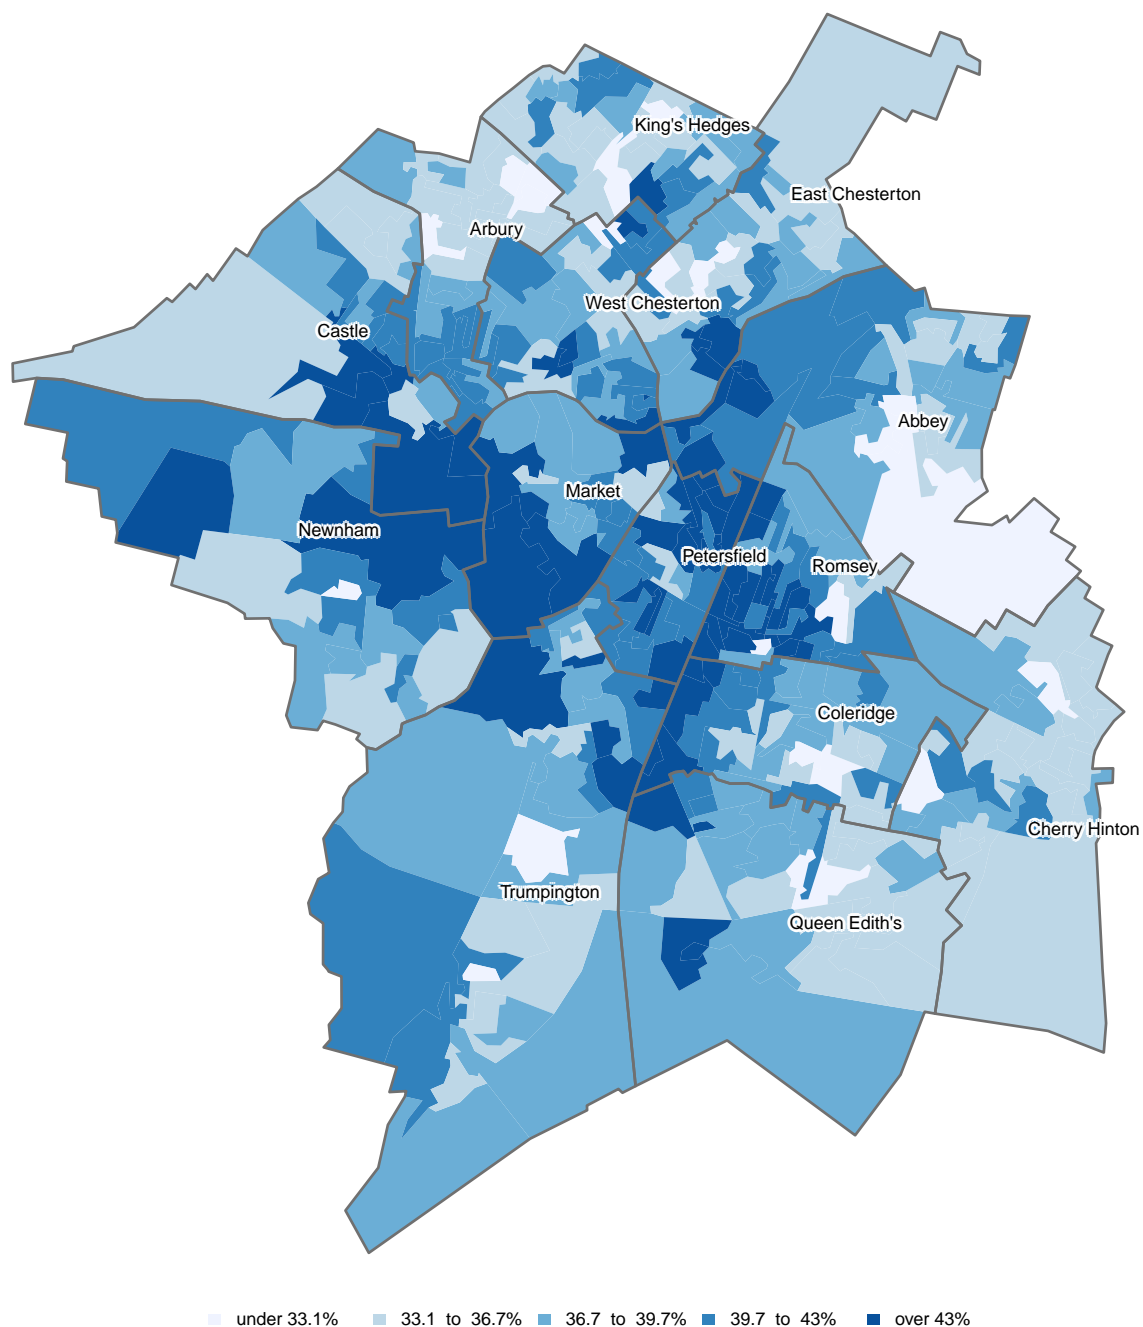 King's Hedges
East Chesterton
Arbury
West Chesterton
Castle
Abbey
Market
Newnham
Petersfield
Romsey
Coleridge
Cherry Hinton
Trumpington
Queen Edith's
under 33.1%
33.1 to 36.7%
36.7 to 39.7%
39.7 to 43%
over 43%